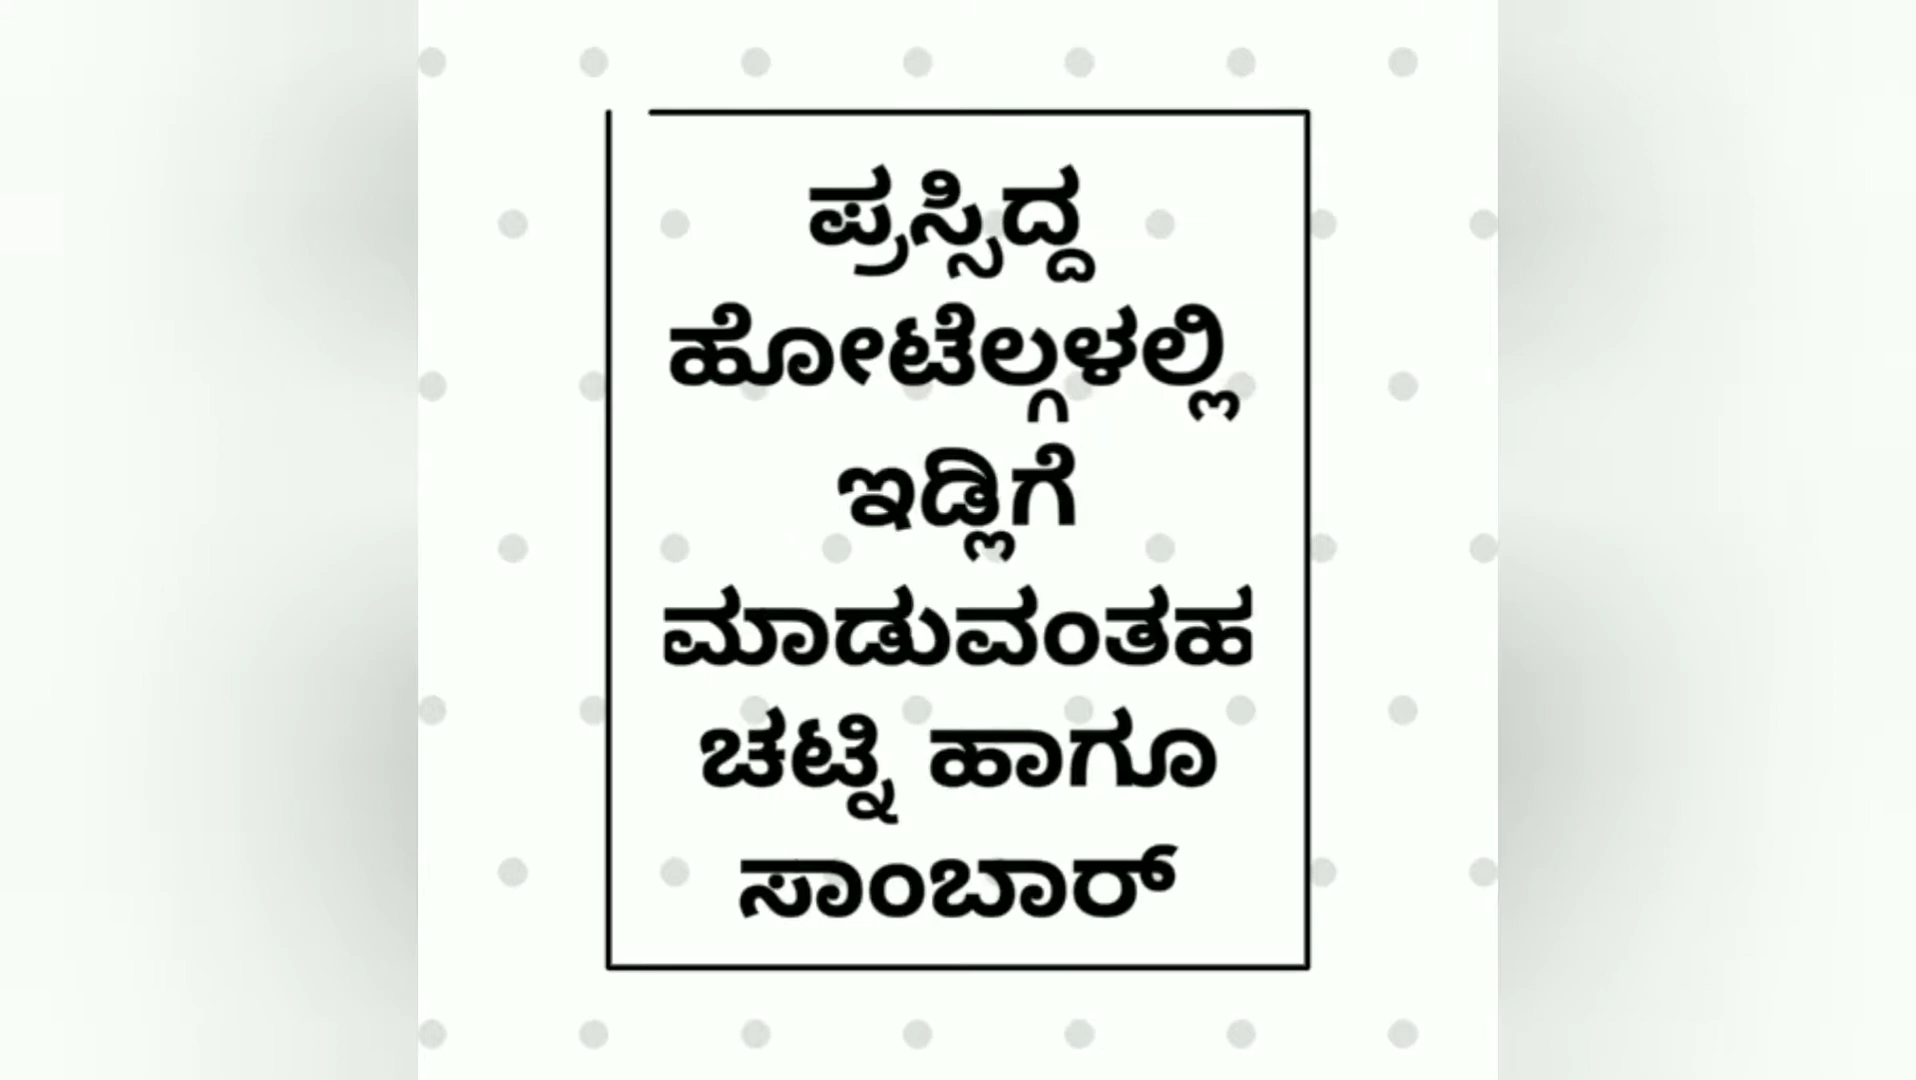 ಪ್ರಸ್ಸಿದ್ದ
ಹೋಟೆಲ್ಗಳಲ್ಲಿ
ಇಡ್ಲಿಗೆ
ಮಾಡುವಂತಹ
ಚಟ್ನಿ ಹಾಗೂ
ಸಾಂಬಾರ್